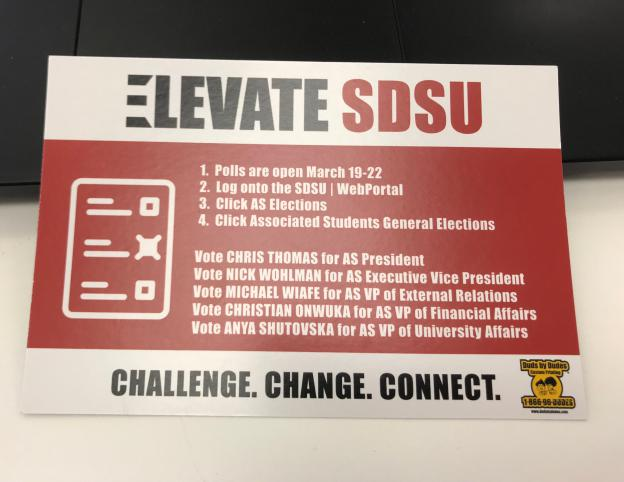 ELEVATE SDSU
1. Polls are open March 19-22
2. Log onto the SDSU | WebPortal
3. Click AS Elections
4. Click Associated Students General Elections
Vote CHRIS THOMAS for AS President
Vote NICK WOHLMAN for AS Executive Vice President
Vote MICHAEL WIAFE for AS VP of External Relations
Vote CHRISTIAN ONWUKA for AS VP of Financial Affairs
Vote ANYA SHUTOVSKA for AS VP of University Affairs
CHALLENGE. CHANGE. CONNECT.
Duds by Dudes
Custom Printing
1-866-96-DUDES
www.dudsbydudes.com